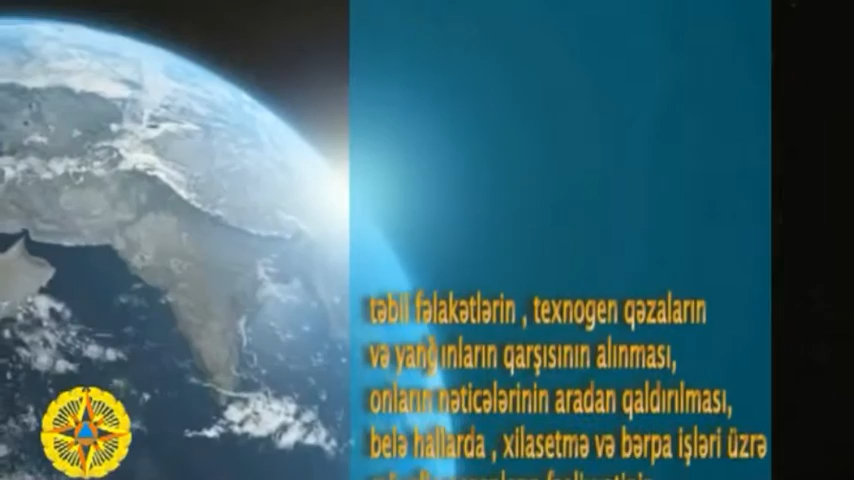 təbii fəlakətlərin , texnogen qəzaların
və yanğınların qarşısının alınması,
onların nəticələrinin aradan qaldırılması,
belə hallarda , xilasetmə və bərpa işləri üzrə